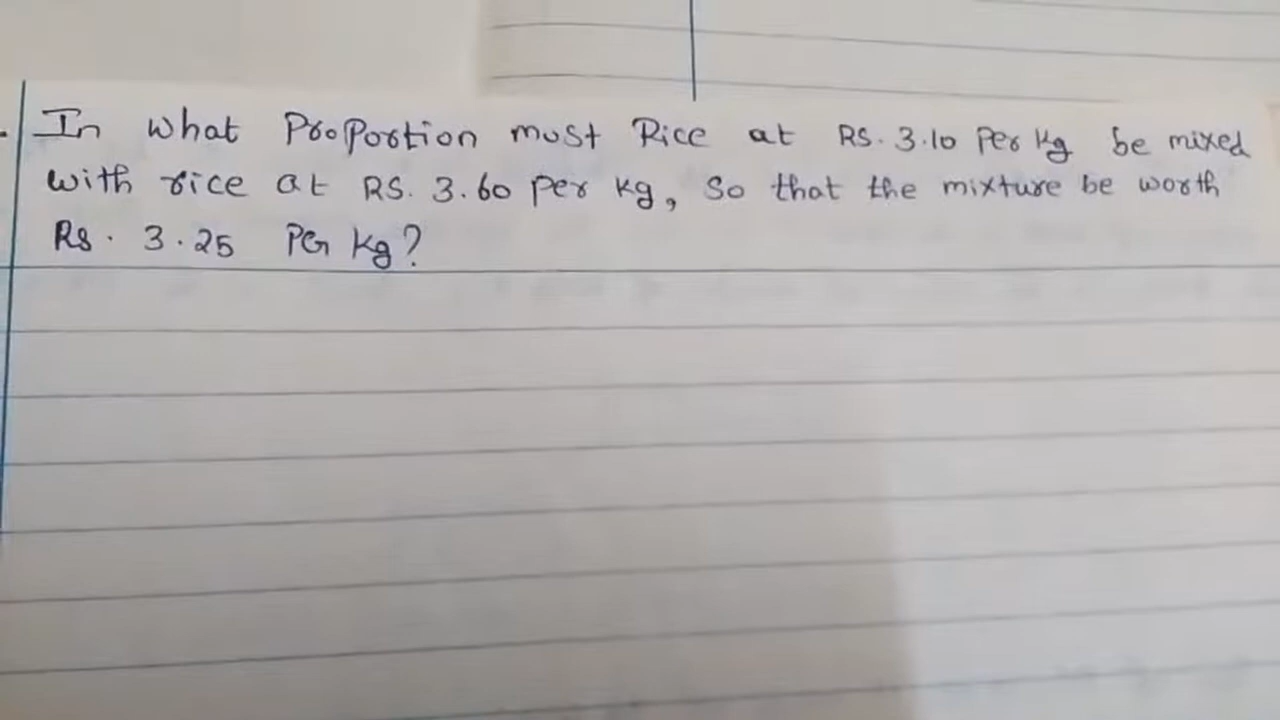 In what Proportion must Rice at RS. 3.10 Per kg be mixed
with rice at RS. 3.60 per kg, so that the mixture be worth
Rs. 3.25 Per kg?